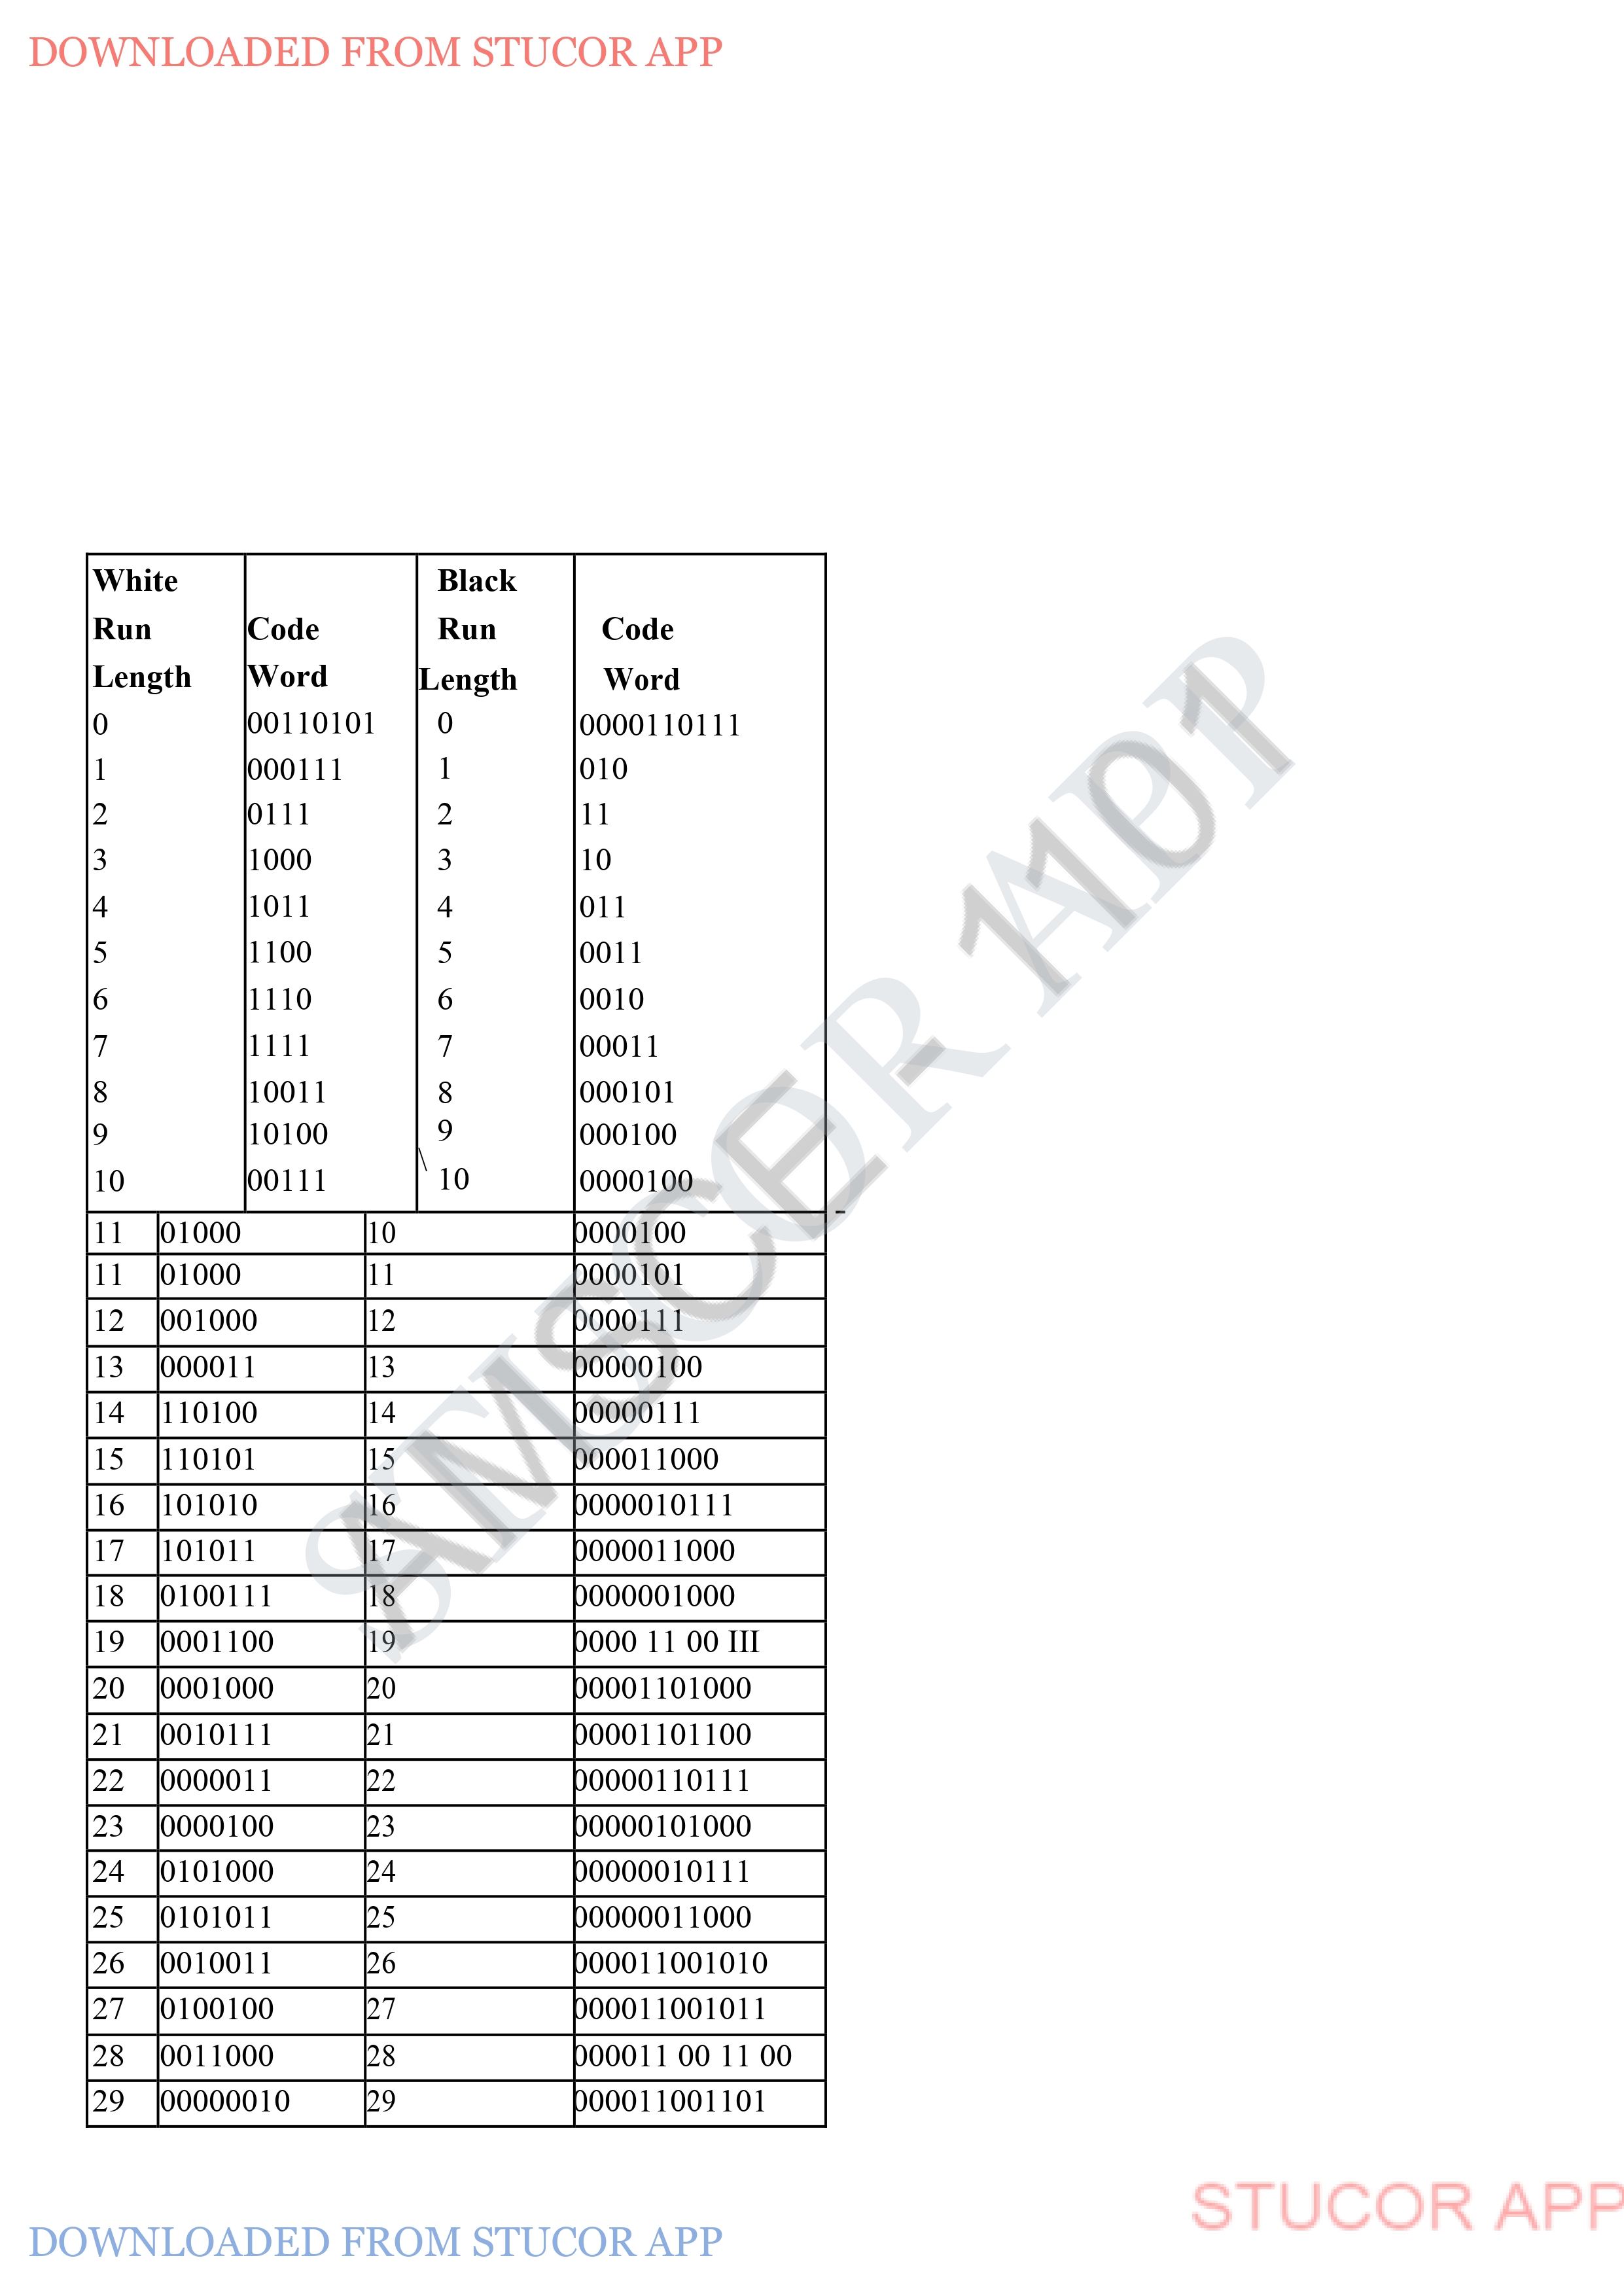 DOWNLOADED FROM STUCOR APP
White Run Length Code Word Black Run Length Code Word
0 00110101 0 0000110111
1 000111 1 010
2 0111 2 11
3 1000 3 10
4 1011 4 011
5 1100 5 0011
6 1110 6 0010
7 1111 7 00011
8 10011 8 000101
9 10100 9 000100
10 00111 \ 10 0000100
11 01000 10 0000100
11 01000 11 0000101
12 001000 12 0000111
13 000011 13 00000100
14 110100 14 00000111
15 110101 15 000011000
16 101010 16 0000010111
17 101011 17 0000011000
18 0100111 18 0000001000
19 0001100 19 0000 11 00 III
20 0001000 20 00001101000
21 0010111 21 00001101100
22 0000011 22 00000110111
23 0000100 23 00000101000
24 0101000 24 00000010111
25 0101011 25 00000011000
26 0010011 26 000011001010
27 0100100 27 000011001011
28 0011000 28 000011 00 11 00
29 00000010 29 000011001101
STUCOR APP
AMSCE - 1101
STUCOR APP
DOWNLOADED FROM STUCOR APP